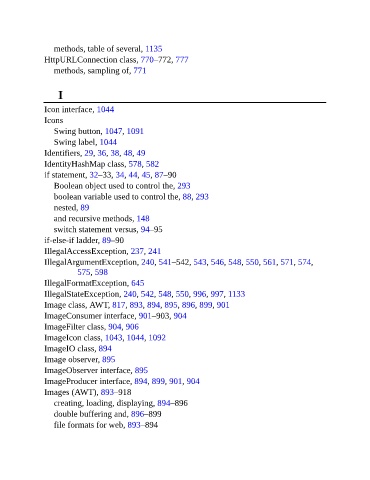 methods, table of several, 1135
HttpURLConnection class, 770–772, 777
methods, sampling of, 771
I
Icon interface, 1044
Icons
Swing button, 1047, 1091
Swing label, 1044
Identifiers, 29, 36, 38, 48, 49
IdentityHashMap class, 578, 582
if statement, 32–33, 34, 44, 45, 87–90
Boolean object used to control the, 293
boolean variable used to control the, 88, 293
nested, 89
and recursive methods, 148
switch statement versus, 94–95
if-else-if ladder, 89–90
IllegalAccessException, 237, 241
IllegalArgumentException, 240, 541–542, 543, 546, 548, 550, 561, 571, 574,
575, 598
IllegalFormatException, 645
IllegalStateException, 240, 542, 548, 550, 996, 997, 1133
Image class, AWT, 817, 893, 894, 895, 896, 899, 901
ImageConsumer interface, 901–903, 904
ImageFilter class, 904, 906
ImageIcon class, 1043, 1044, 1092
ImageIO class, 894
Image observer, 895
ImageObserver interface, 895
ImageProducer interface, 894, 899, 901, 904
Images (AWT), 893–918
creating, loading, displaying, 894–896
double buffering and, 896–899
file formats for web, 893–894